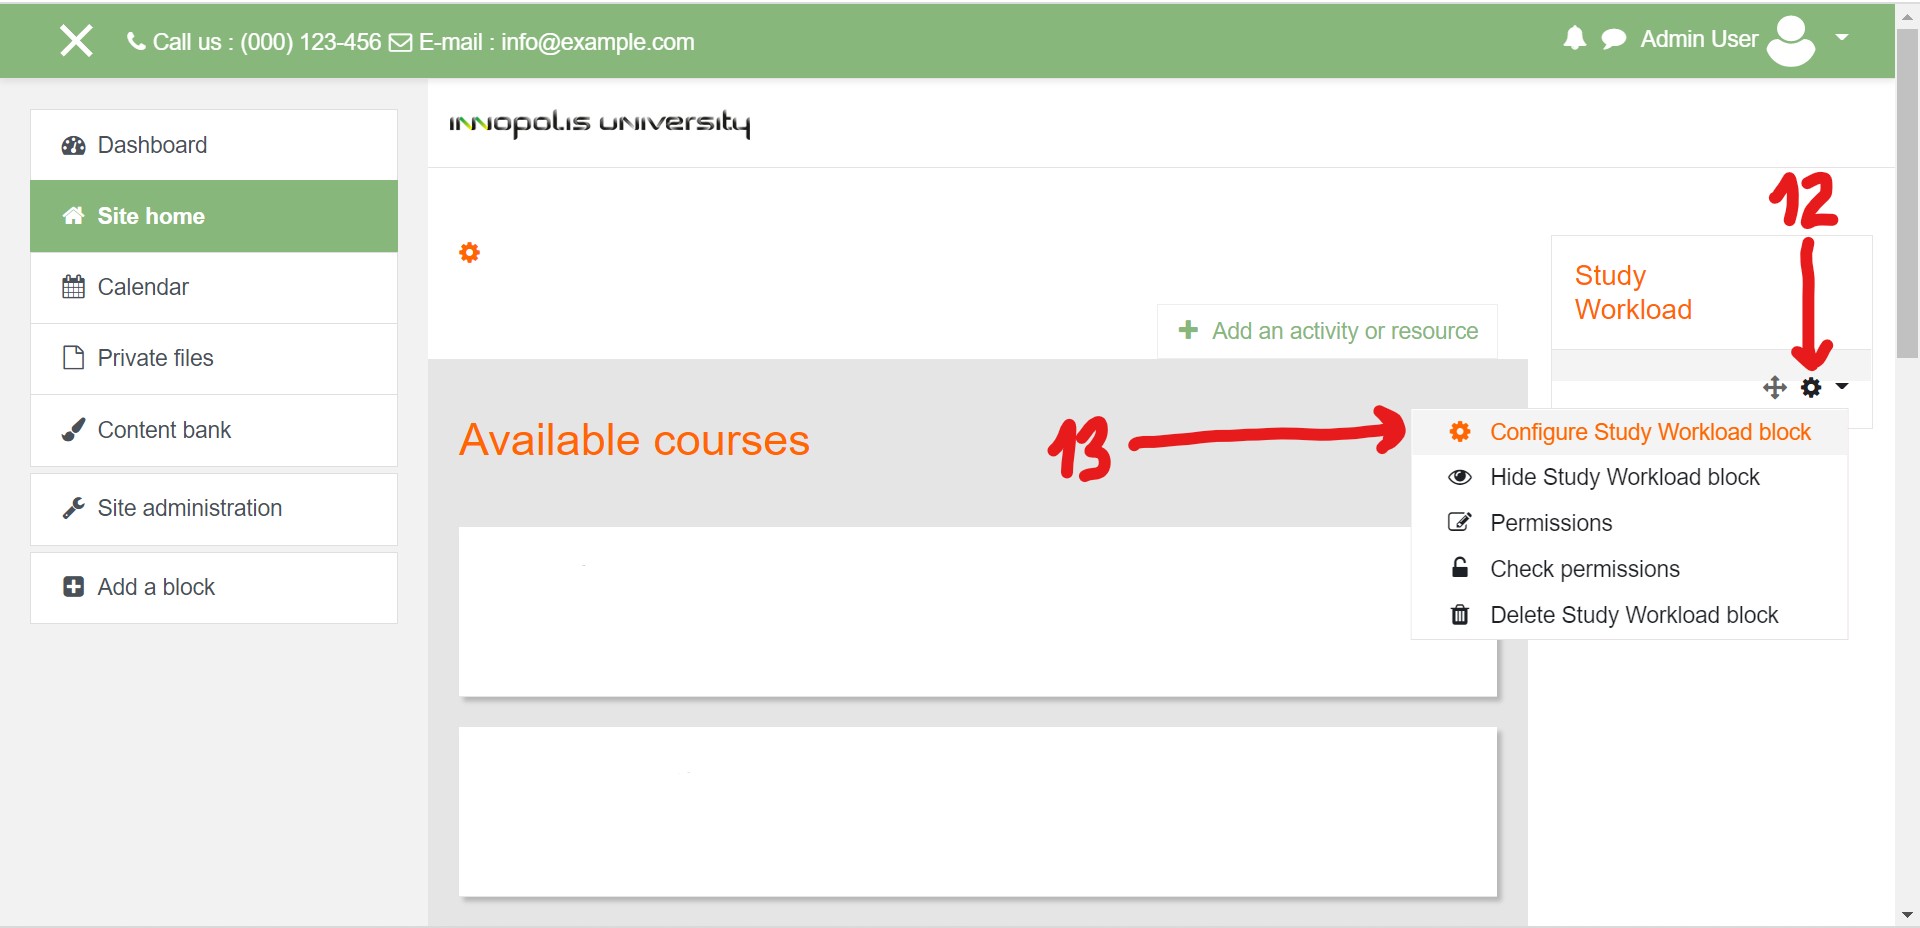 Call us : (000) 123-456 E-mail : info@example.com
Admin User
Dashboard
Site home
Calendar
Private files
Content bank
Site administration
Add a block
INNOPOLIS UNIVERSITY
12
Study
Workload
Add an activity or resource
Available courses
13
Configure Study Workload block
Hide Study Workload block
Permissions
Check permissions
Delete Study Workload block